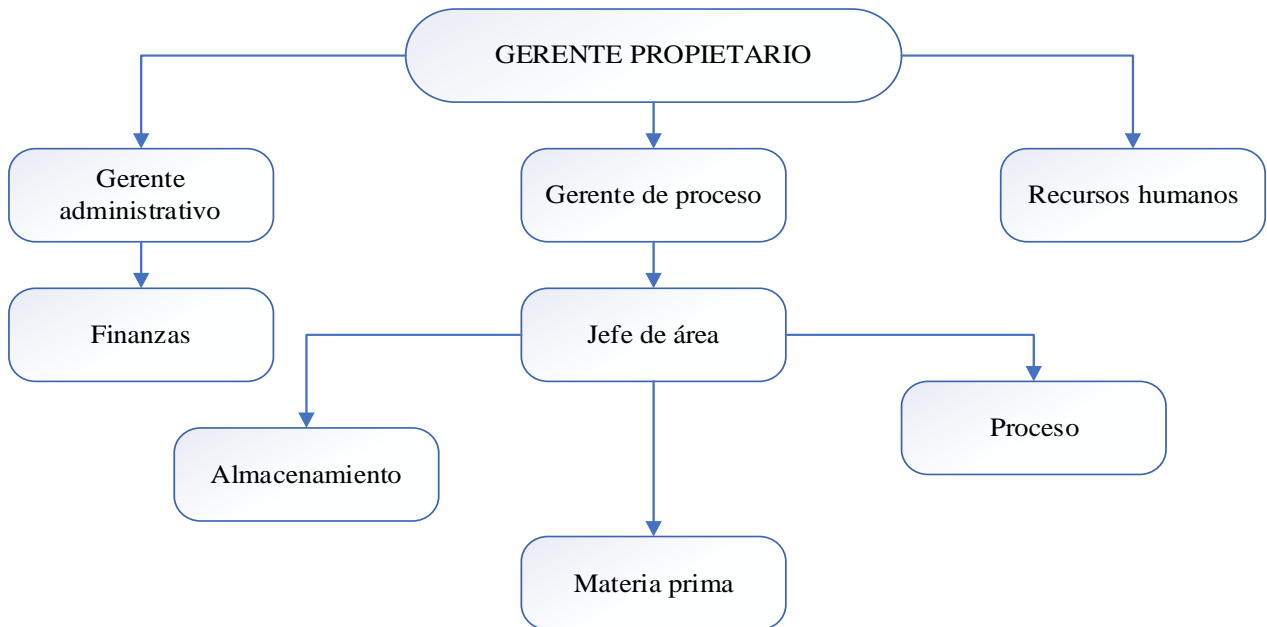 GERENTE PROPIETARIO
Gerente
administrativo
Gerente de proceso
Recursos humanos
Finanzas
Jefe de área
Almacenamiento
Proceso
Materia prima